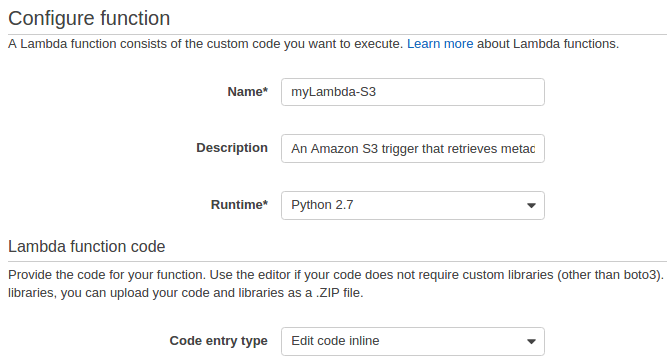 Configure function
A Lambda function consists of the custom code you want to execute. Learn more about Lambda functions.
Name* myLambda-S3
Description An Amazon S3 trigger that retrieves metad
Runtime* Python 2.7
Lambda function code
Provide the code for your function. Use the editor if your code does not require custom libraries (other than boto3).
libraries, you can upload your code and libraries as a .ZIP file.
Code entry type Edit code inline